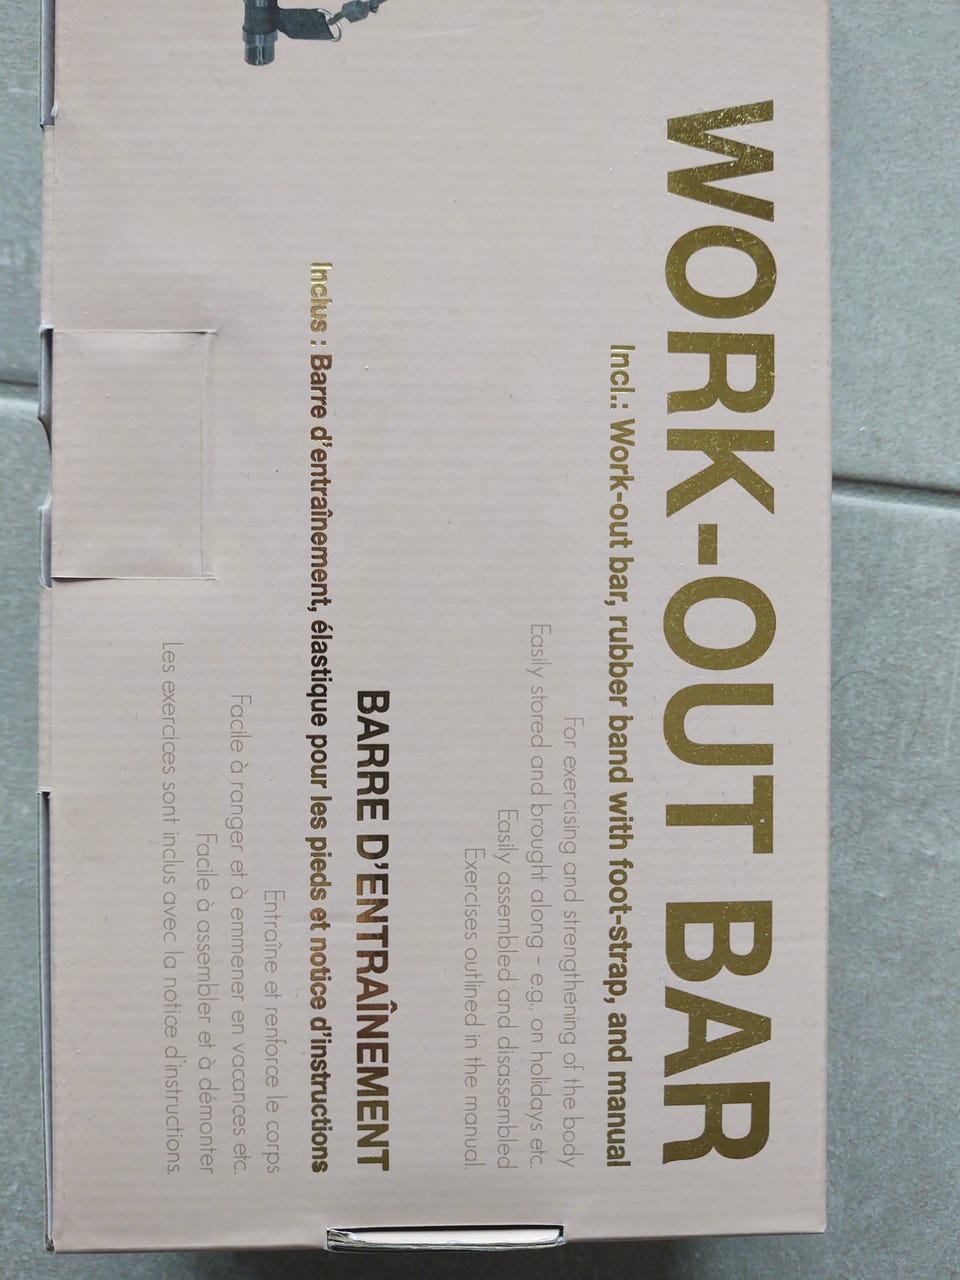 WORK-OUT BAR
Incl.: Work-out bar, rubber band with foot-strap, and manual
For exercising and strengthening of the body
Easily stored and brought along – e.g., on holidays etc.
Easily assembled and disassembled
Exercises outlined in the manual.
BARRE D'ENTRAÎNEMENT
Inclus : Barre d'entraînement, élastique pour les pieds et notice d'instructions
Entraîne et renforce le corps
Facile à ranger et à emmener en vacances etc.
Facile à assembler et à démonter
Les exercices sont inclus avec la notice d'instructions.